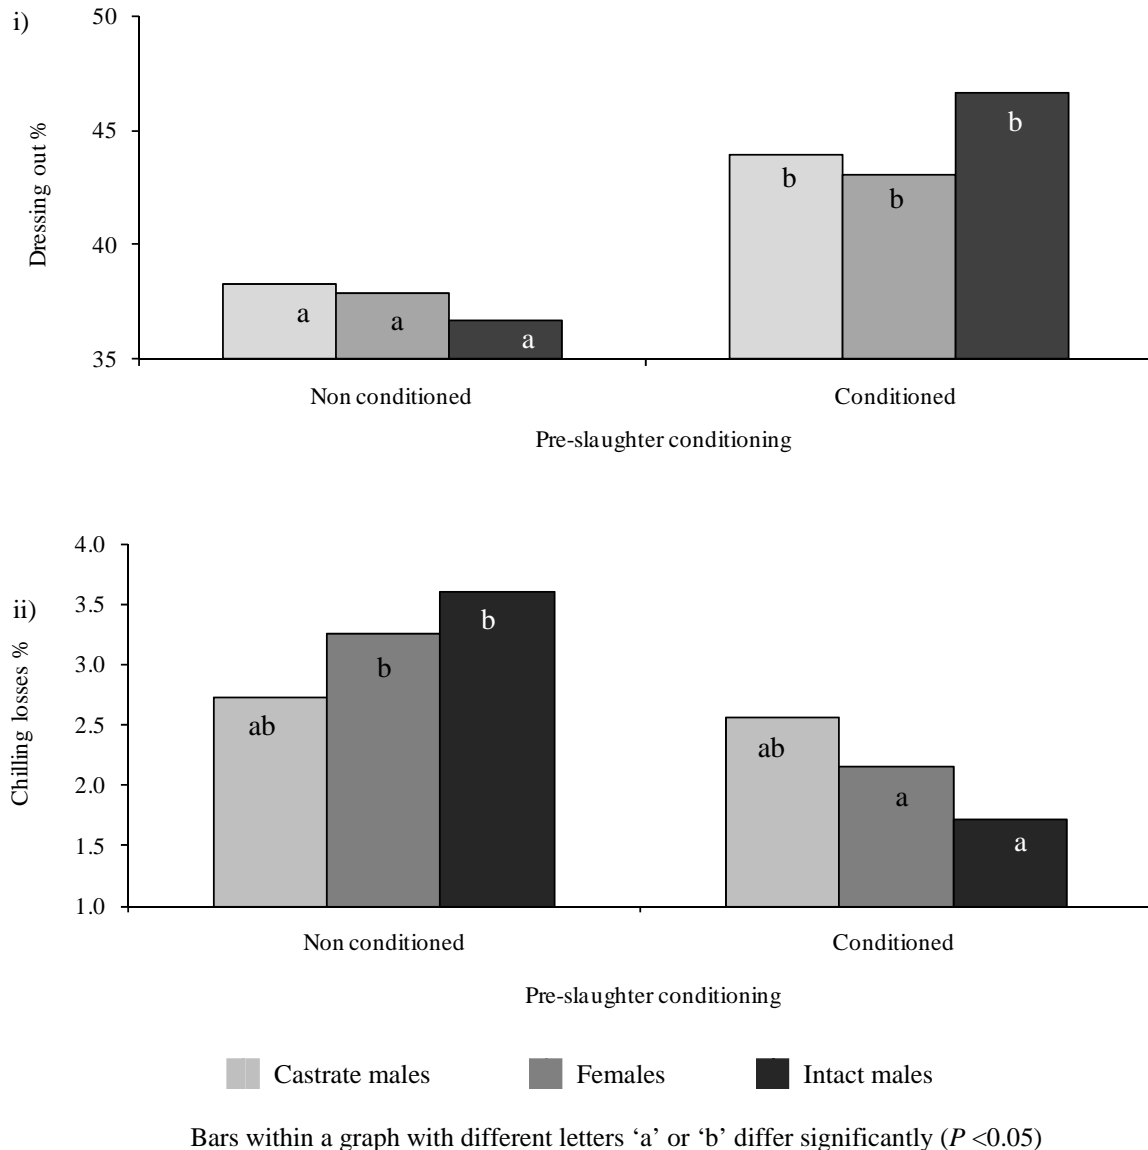 i)
Dressing out %
50
45
40
35
a
a
a
b
b
b
Non conditioned
Conditioned
Pre-slaughter conditioning
ii)
Chilling losses %
4.0
3.5
3.0
2.5
2.0
1.5
1.0
ab
b
b
ab
a
a
Non conditioned
Conditioned
Pre-slaughter conditioning
Castrate males
Females
Intact males
Bars within a graph with different letters ‘a’ or ‘b’ differ significantly (P <0.05)